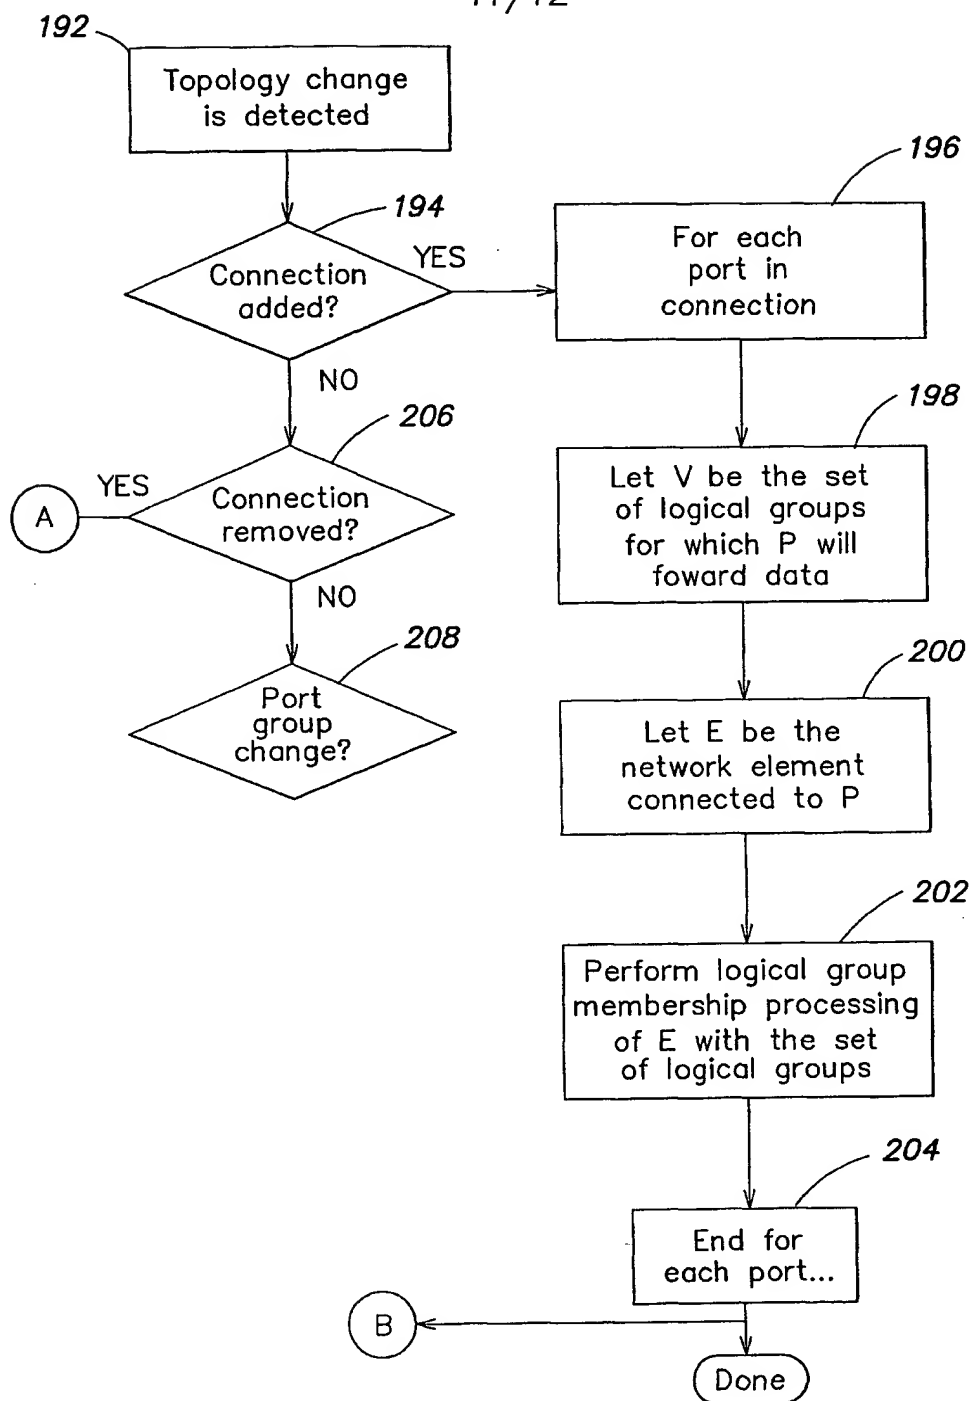 11/12
192
Topology change
is detected
194
Connection
added?
YES
NO
196
For each
port in
connection
198
Let V be the set
of logical groups
for which P will
foward data
206
YES
A
Connection
removed?
NO
208
Port
group
change?
200
Let E be the
network element
connected to P
202
Perform logical group
membership processing
of E with the set
of logical groups
204
End for
each port...
B
Done